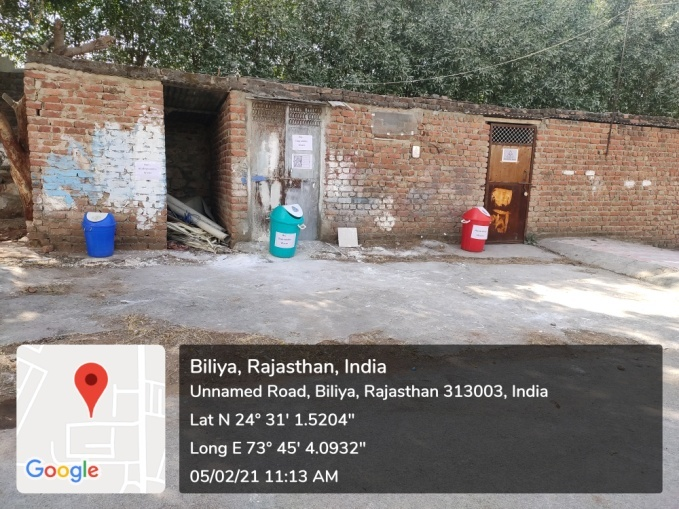 Biliya, Rajasthan, India
Unnamed Road, Biliya, Rajasthan 313003, India
Lat N 24° 31' 1.5204"
Long E 73° 45' 4.0932"
05/02/21 11:13 AM
Google